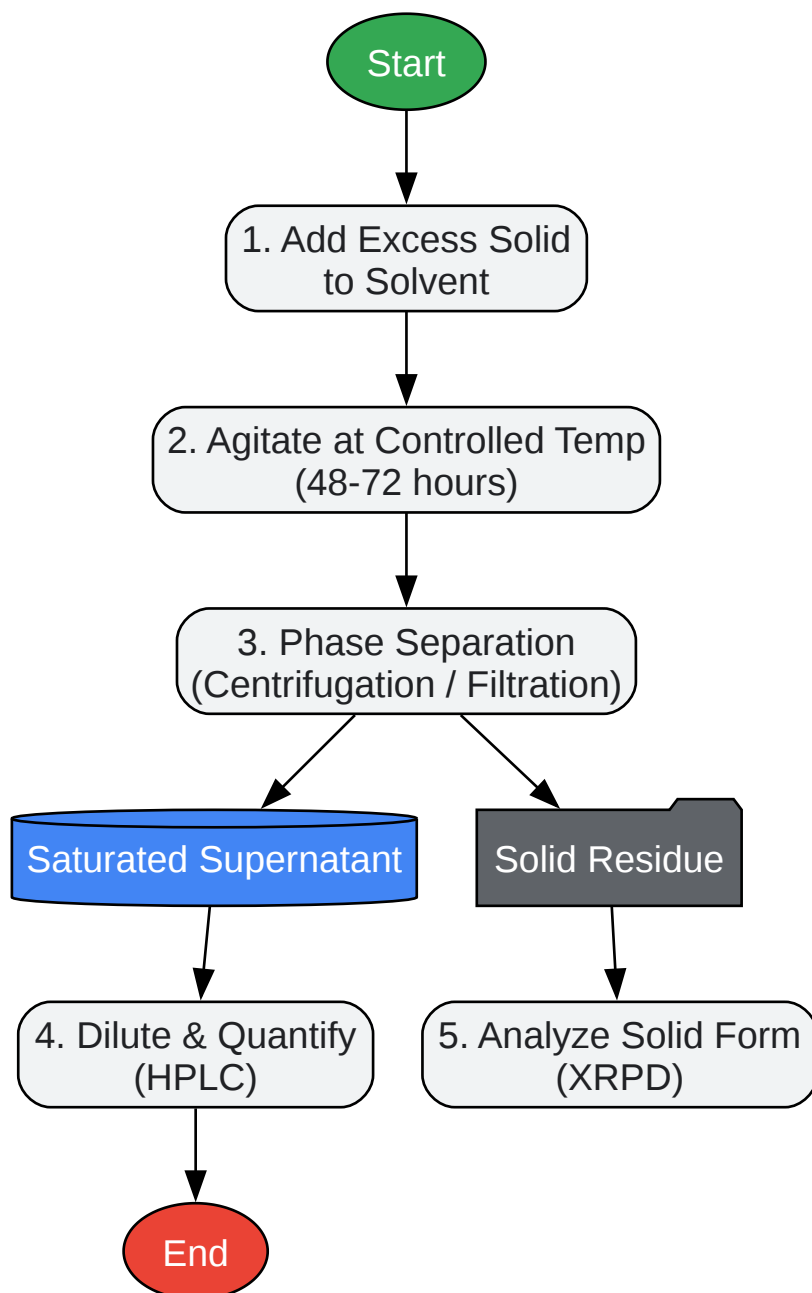 Start
1. Add Excess Solid
to Solvent
2. Agitate at Controlled Temp
(48-72 hours)
3. Phase Separation
(Centrifugation / Filtration)
Saturated Supernatant
Solid Residue
4. Dilute & Quantify
(HPLC)
5. Analyze Solid Form
(XRPD)
End